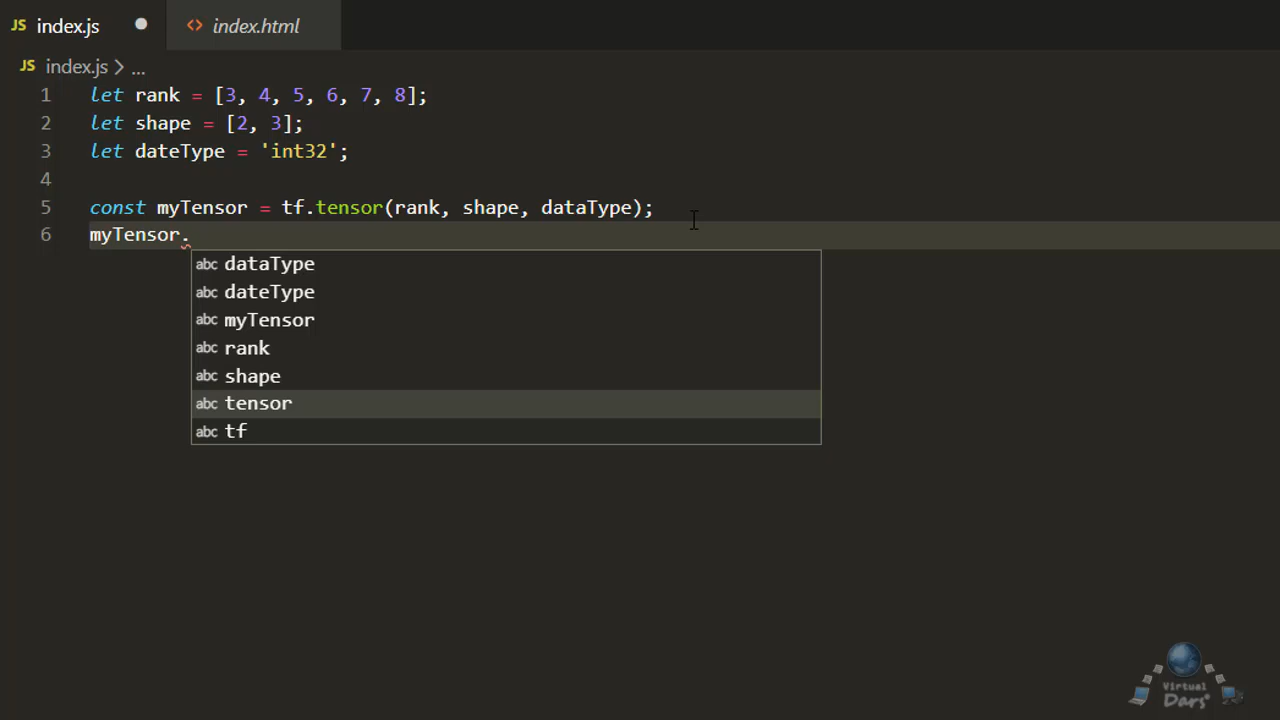 JS index.js ● <> index.html
JS index.js > ...
1 let rank = [3, 4, 5, 6, 7, 8];
2 let shape = [2, 3];
3 let dateType = 'int32';
4
5 const myTensor = tf.tensor(rank, shape, dataType);
6 myTensor.
abc dataType
abc dateType
abc myTensor
abc rank
abc shape
abc tensor
abc tf
Virtual
Dars®